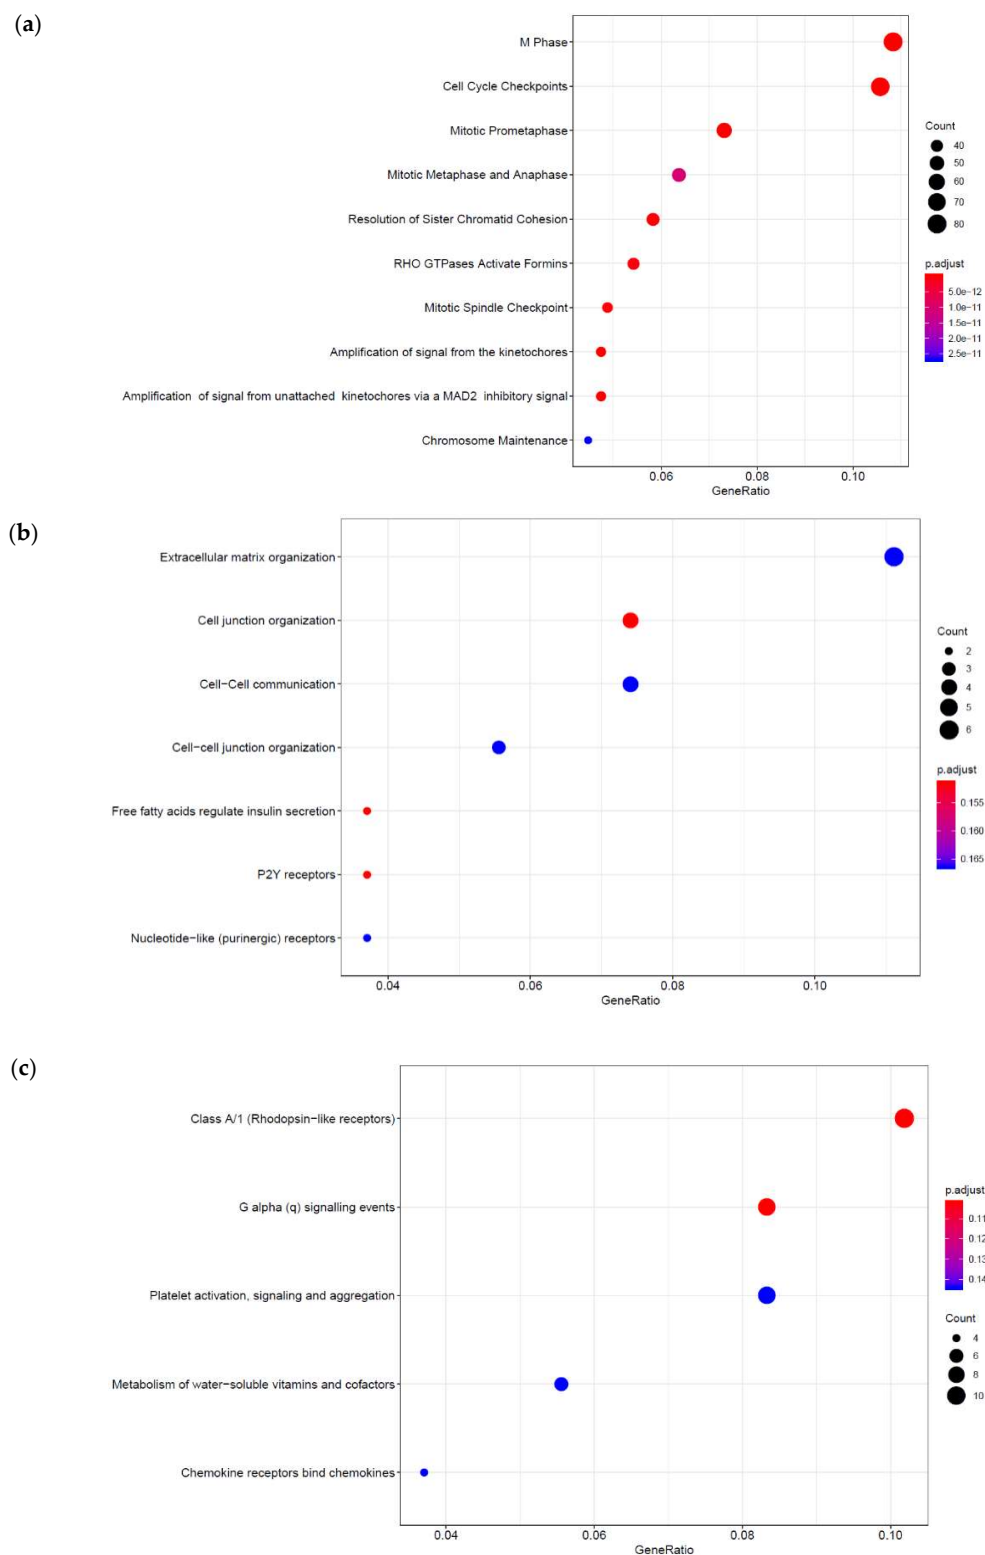 (a)
M Phase
Cell Cycle Checkpoints
Mitotic Prometaphase
Mitotic Metaphase and Anaphase
Resolution of Sister Chromatid Cohesion
RHO GTPases Activate Formins
Mitotic Spindle Checkpoint
Amplification of signal from the kinetochores
Amplification of signal from unattached kinetochores via a MAD2 inhibitory signal
Chromosome Maintenance
0.06 0.08 0.10
GeneRatio
Count
40
50
60
70
80
p.adjust
5.0e−12
1.0e−11
1.5e−11
2.0e−11
2.5e−11
(b)
Extracellular matrix organization
Cell junction organization
Cell−Cell communication
Cell−cell junction organization
Free fatty acids regulate insulin secretion
P2Y receptors
Nucleotide−like (purinergic) receptors
0.04 0.06 0.08 0.10
GeneRatio
Count
2
3
4
5
6
p.adjust
0.155
0.160
0.165
(c)
Class A/1 (Rhodopsin−like receptors)
G alpha (q) signalling events
Platelet activation, signaling and aggregation
Metabolism of water−soluble vitamins and cofactors
Chemokine receptors bind chemokines
0.04 0.06 0.08 0.10
GeneRatio
p.adjust
0.11
0.12
0.13
0.14
Count
4
6
8
10